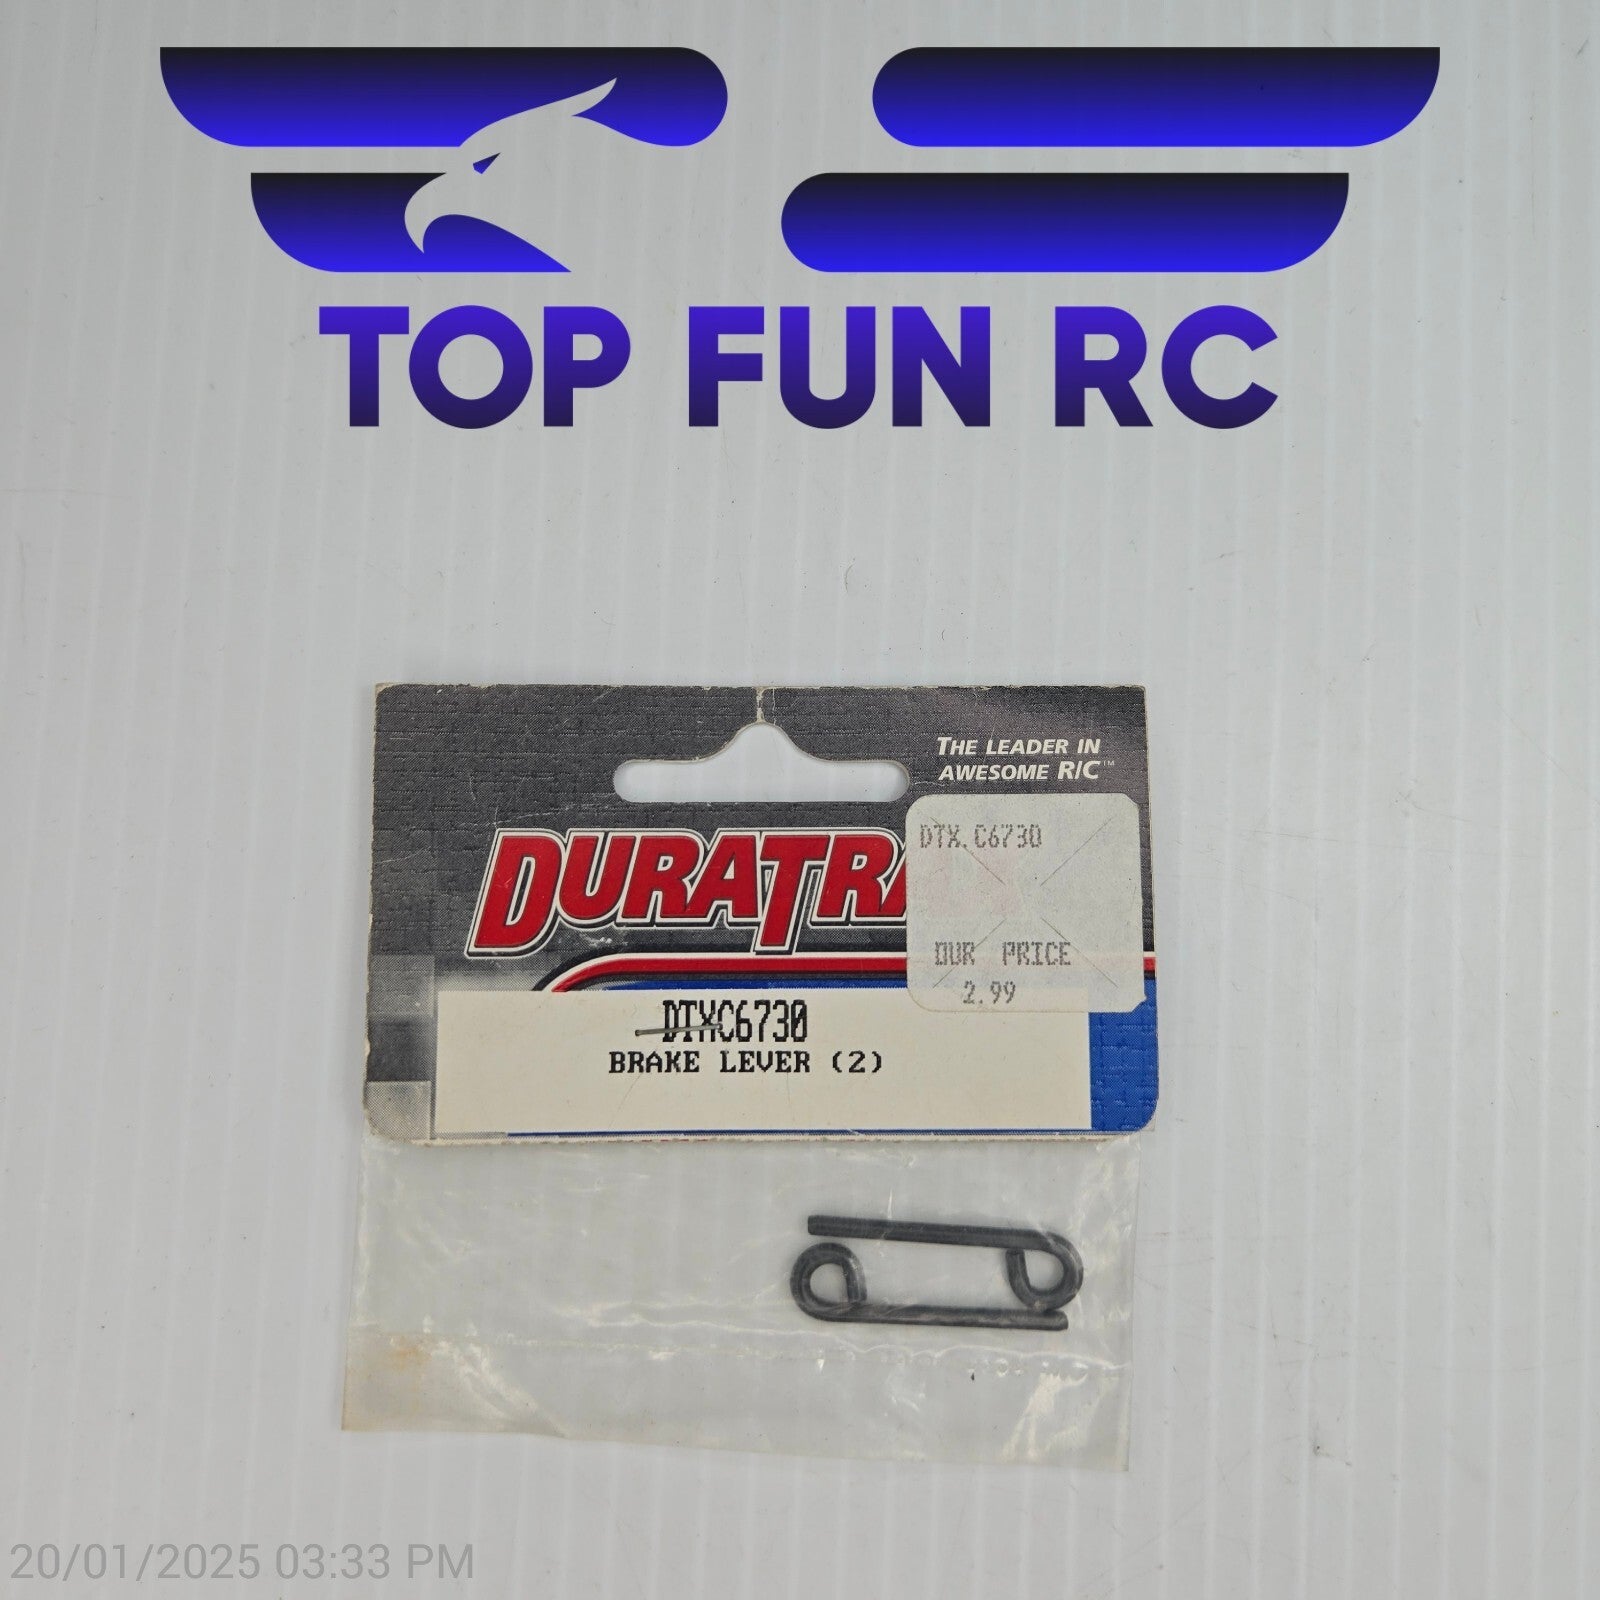 TOP FUN RC
THE LEADER IN
AWESOME R/C™
DURATRA
DTX.C6730
OUR PRICE
2.99
DTXC6730
BRAKE LEVER (2)
20/01/2025 03:33 PM